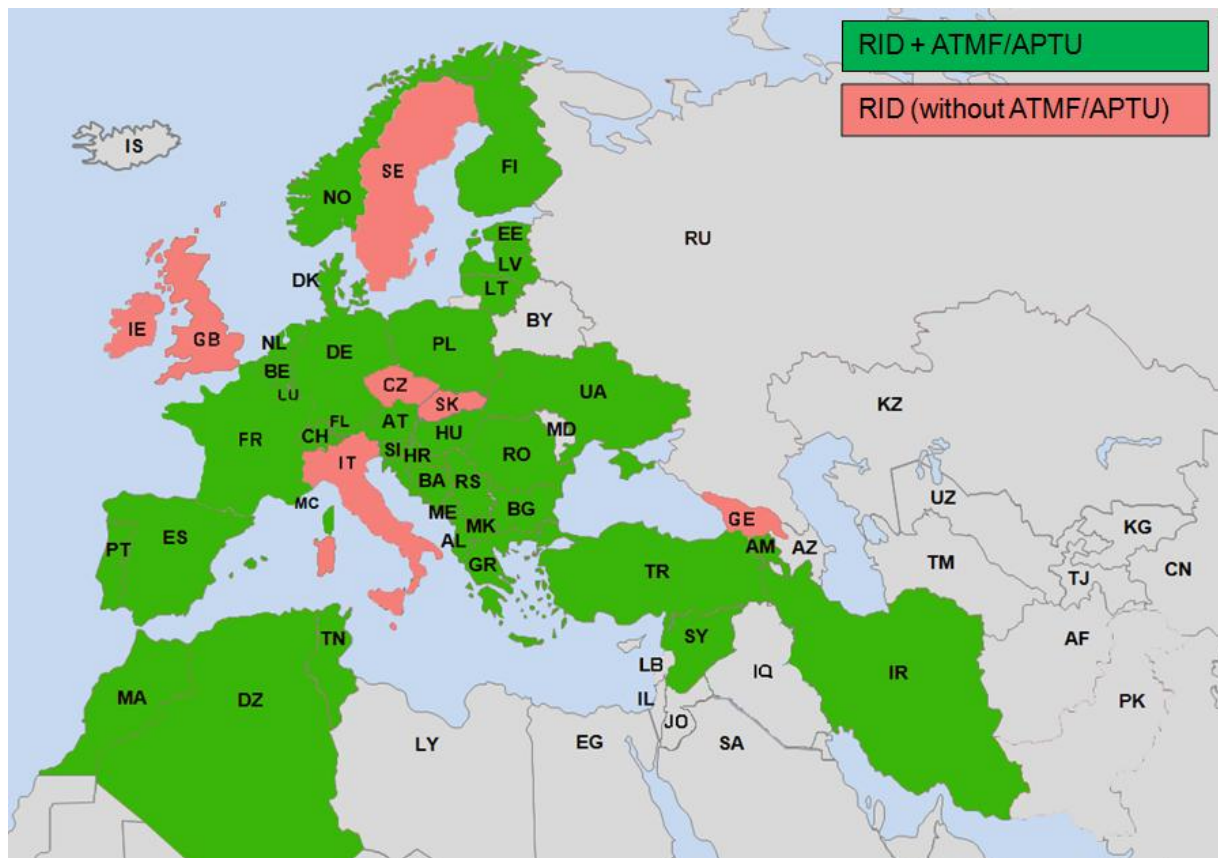 RID + ATMF/APTU
RID (without ATMF/APTU)
IS
SE
FI
NO
RU
EE
LV
DK
LT
BY
IE
GB
NL
DE
PL
BE
LU
CZ
UA
SK
KZ
FL
AT
MD
FR
CH
HU
SI
HR
RO
IT
BA
RS
UZ
MC
ME
BG
GE
KG
MK
PT
ES
AL
AM
AZ
TM
CN
GR
TR
TJ
TN
SY
AF
LB
IQ
IR
MA
DZ
IL
PK
JO
LY
EG
SA